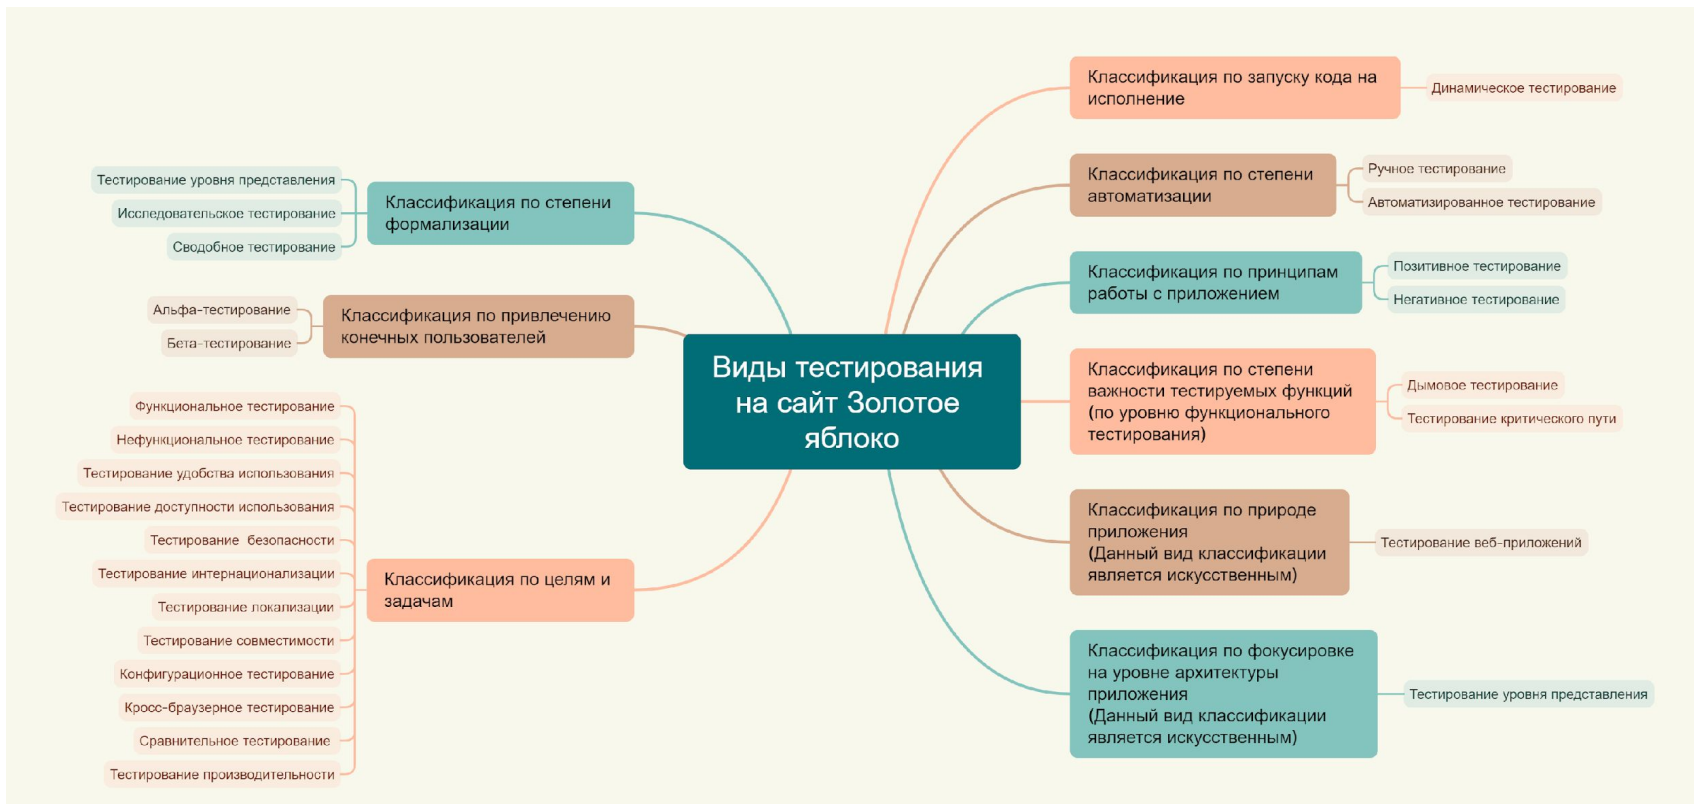 Виды тестирования
на сайт Золотое
яблоко
Классификация по запуску кода на
исполнение
Динамическое тестирование
Классификация по степени
автоматизации
Ручное тестирование
Автоматизированное тестирование
Классификация по принципам
работы с приложением
Позитивное тестирование
Негативное тестирование
Классификация по степени
важности тестируемых функций
(по уровню функционального
тестирования)
Дымовое тестирование
Тестирование критического пути
Классификация по природе
приложения
(Данный вид классификации
является искусственным)
Тестирование веб-приложений
Классификация по фокусировке
на уровне архитектуры
приложения
(Данный вид классификации
является искусственным)
Тестирование уровня представления
Классификация по степени
формализации
Тестирование уровня представления
Исследовательское тестирование
Сводобное тестирование
Классификация по привлечению
конечных пользователей
Альфа-тестирование
Бета-тестирование
Классификация по целям и
задачам
Функциональное тестирование
Нефункциональное тестирование
Тестирование удобства использования
Тестирование доступности использования
Тестирование безопасности
Тестирование интернационализации
Тестирование локализации
Тестирование совместимости
Конфигурационное тестирование
Кросс-браузерное тестирование
Сравнительное тестирование
Тестирование производительности